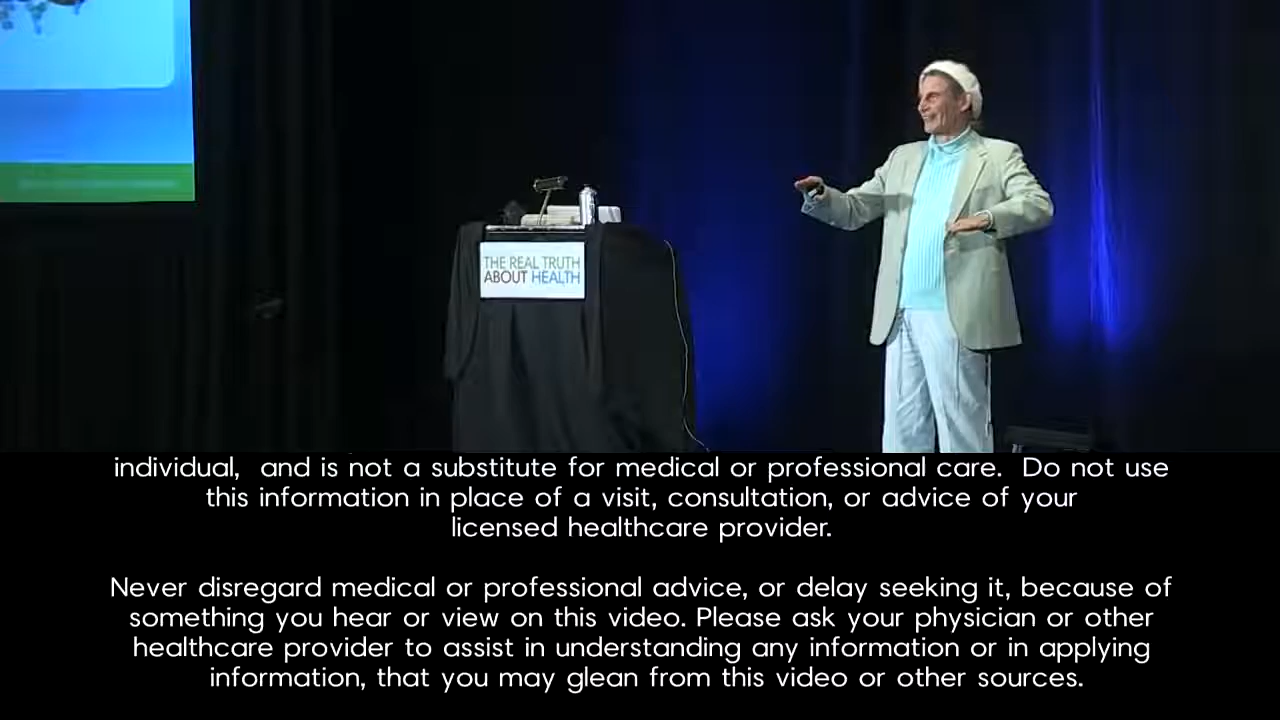 THE REAL TRUTH
ABOUT HEALTH
individual, and is not a substitute for medical or professional care. Do not use
this information in place of a visit, consultation, or advice of your
licensed healthcare provider.
Never disregard medical or professional advice, or delay seeking it, because of
something you hear or view on this video. Please ask your physician or other
healthcare provider to assist in understanding any information or in applying
information, that you may glean from this video or other sources.